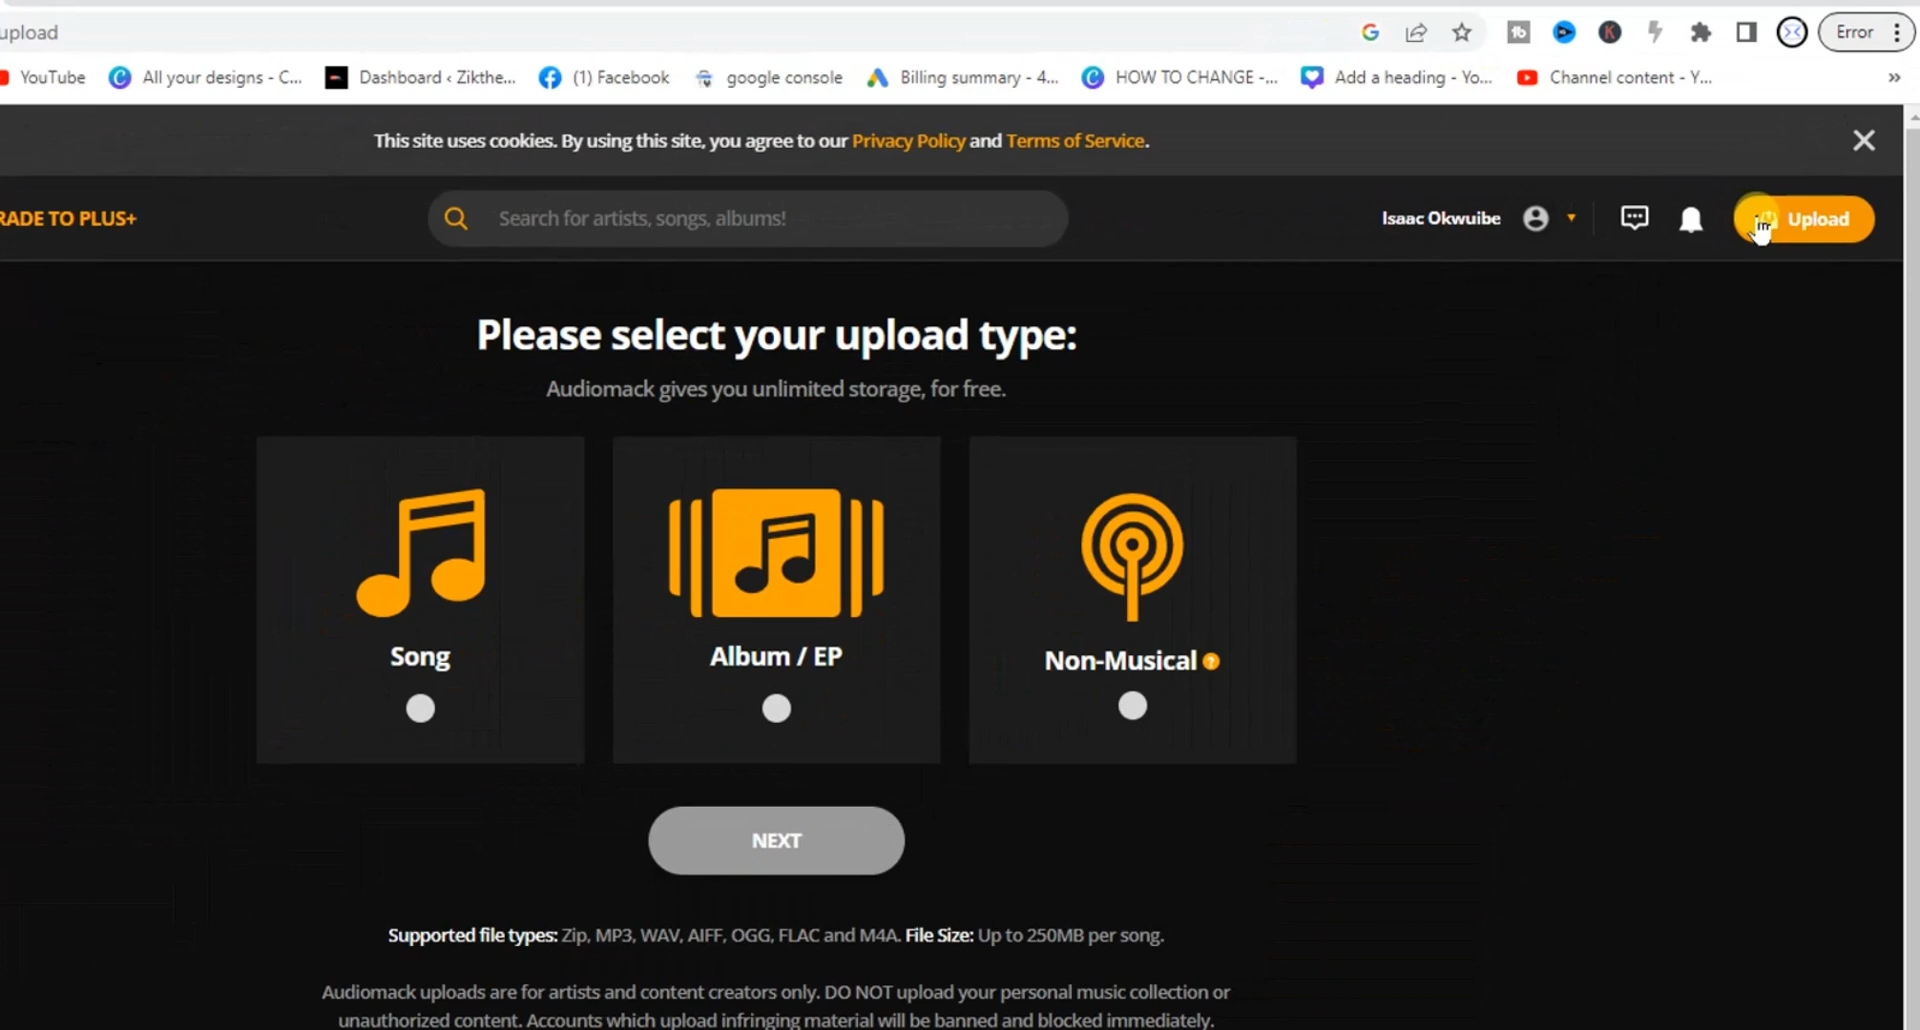 upload
Error
YouTube
All your designs - C...
Dashboard ‹ Zikthe...
(1) Facebook
google console
Billing summary - 4...
HOW TO CHANGE -...
Add a heading - Yo...
Channel content - Y...
»
This site uses cookies. By using this site, you agree to our Privacy Policy and Terms of Service.
RADE TO PLUS+
Search for artists, songs, albums!
Isaac Okwuibe
Upload
Please select your upload type:
Audiomack gives you unlimited storage, for free.
Song
Album / EP
Non-Musical ?
NEXT
Supported file types: Zip, MP3, WAV, AIFF, OGG, FLAC and M4A. File Size: Up to 250MB per song.
Audiomack uploads are for artists and content creators only. DO NOT upload your personal music collection or
unauthorized content. Accounts which upload infringing material will be banned and blocked immediately.